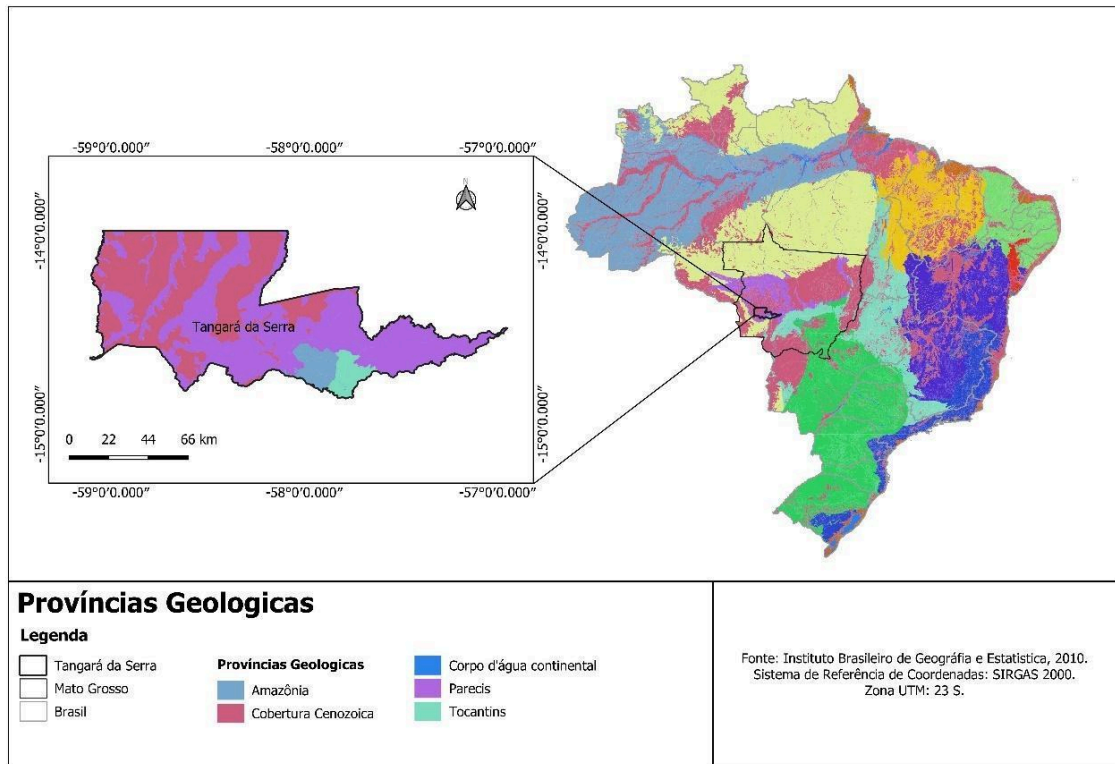 -59°0'0.000"
-58°0'0.000"
-57°0'0.000"
N
-14°0'0.000"
-14°0'0.000"
Tangará da Serra
-15°0'0.000"
-15°0'0.000"
0 22 44 66 km
-59°0'0.000"
-58°0'0.000"
-57°0'0.000"
Províncias Geologicas
Legenda
Tangará da Serra
Mato Grosso
Brasil
Províncias Geologicas
Amazônia
Cobertura Cenozoica
Corpo d'água continental
Parecis
Tocantins
Fonte: Instituto Brasileiro de Geográfia e Estatistica, 2010.
Sistema de Referência de Coordenadas: SIRGAS 2000.
Zona UTM: 23 S.